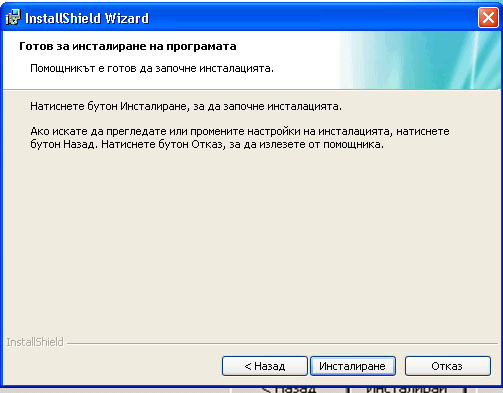 InstallShield Wizard
Готов за инсталиране на програмата
Помощникът е готов да започне инсталацията.
Натиснете бутон Инсталиране, за да започне инсталацията.
Ако искате да прегледате или промените настройки на инсталацията, натиснете
бутон Назад. Натиснете бутон Отказ, за да излезете от помощника.
InstallShield
< Назад Инсталиране Отказ
< Назад Инсталирай